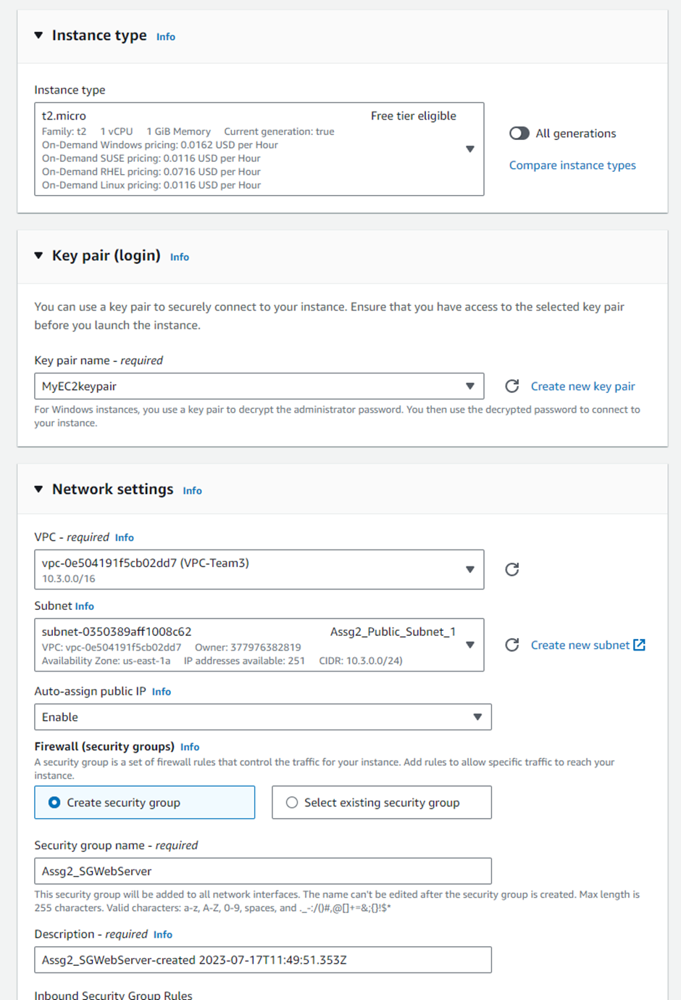 Instance type Info
Instance type
t2.micro Free tier eligible
Family: t2 1 vCPU 1 GiB Memory Current generation: true
On-Demand Windows pricing: 0.0162 USD per Hour
On-Demand SUSE pricing: 0.0116 USD per Hour
On-Demand RHEL pricing: 0.0716 USD per Hour
On-Demand Linux pricing: 0.0116 USD per Hour
All generations
Compare instance types
Key pair (login) Info
You can use a key pair to securely connect to your instance. Ensure that you have access to the selected key pair
before you launch the instance.
Key pair name - required
MyEC2keypair
Create new key pair
For Windows instances, you use a key pair to decrypt the administrator password. You then use the decrypted password to connect to
your instance.
Network settings Info
VPC - required Info
vpc-0e504191f5cb02dd7 (VPC-Team3)
10.3.0.0/16
Subnet Info
subnet-0350389aff1008c62 Assg2_Public_Subnet_1
VPC: vpc-0e504191f5cb02dd7 Owner: 377976382819
Availability Zone: us-east-1a IP addresses available: 251 CIDR: 10.3.0.0/24)
Create new subnet
Auto-assign public IP Info
Enable
Firewall (security groups) Info
A security group is a set of firewall rules that control the traffic for your instance. Add rules to allow specific traffic to reach your
instance.
Create security group
Select existing security group
Security group name - required
Assg2_SGWebServer
This security group will be added to all network interfaces. The name can't be edited after the security group is created. Max length is
255 characters. Valid characters: a-z, A-Z, 0-9, spaces, and ._-:/()#,@[]+=&;{}!$*
Description - required Info
Assg2_SGWebServer-created 2023-07-17T11:49:51.353Z
Inbound Security Group Rules